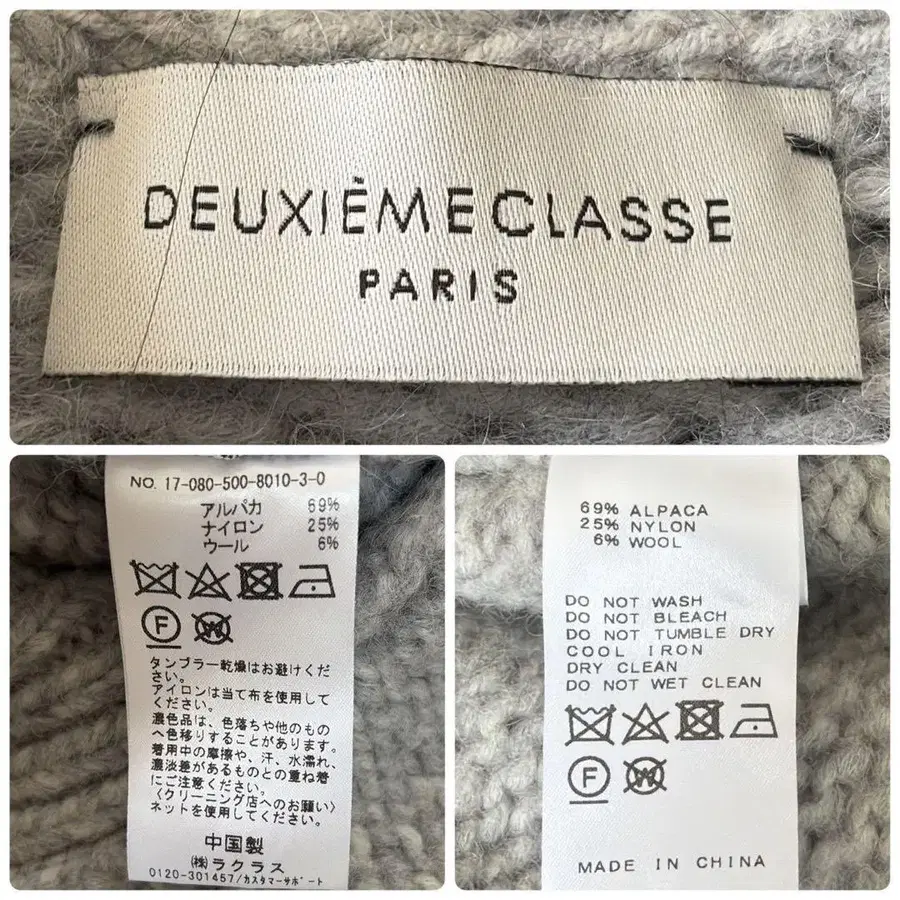 DEUXIÈMECLASSE
PARIS
NO. 17-080-500-8010-3-0
アルパカ 69%
ナイロン 25%
ウール 6%
F
W
タンブラー乾燥はお避けくだ
さい。
アイロンは当て布を使用して
ください。
濃色品は、色落ちや他のもの
へ色移りすることがあります。
着用中の摩擦や、汗、水濡れ、
濃淡差があるものとの重ね着
にご注意ください。
〈クリーニング店へのお願い〉
ネットを使用してください。
中国製
㈱ラクラス
0120-301457/カスタマーサポート
69% ALPACA
25% NYLON
6% WOOL
DO NOT WASH
DO NOT BLEACH
DO NOT TUMBLE DRY
COOL IRON
DRY CLEAN
DO NOT WET CLEAN
F
W
MADE IN CHINA